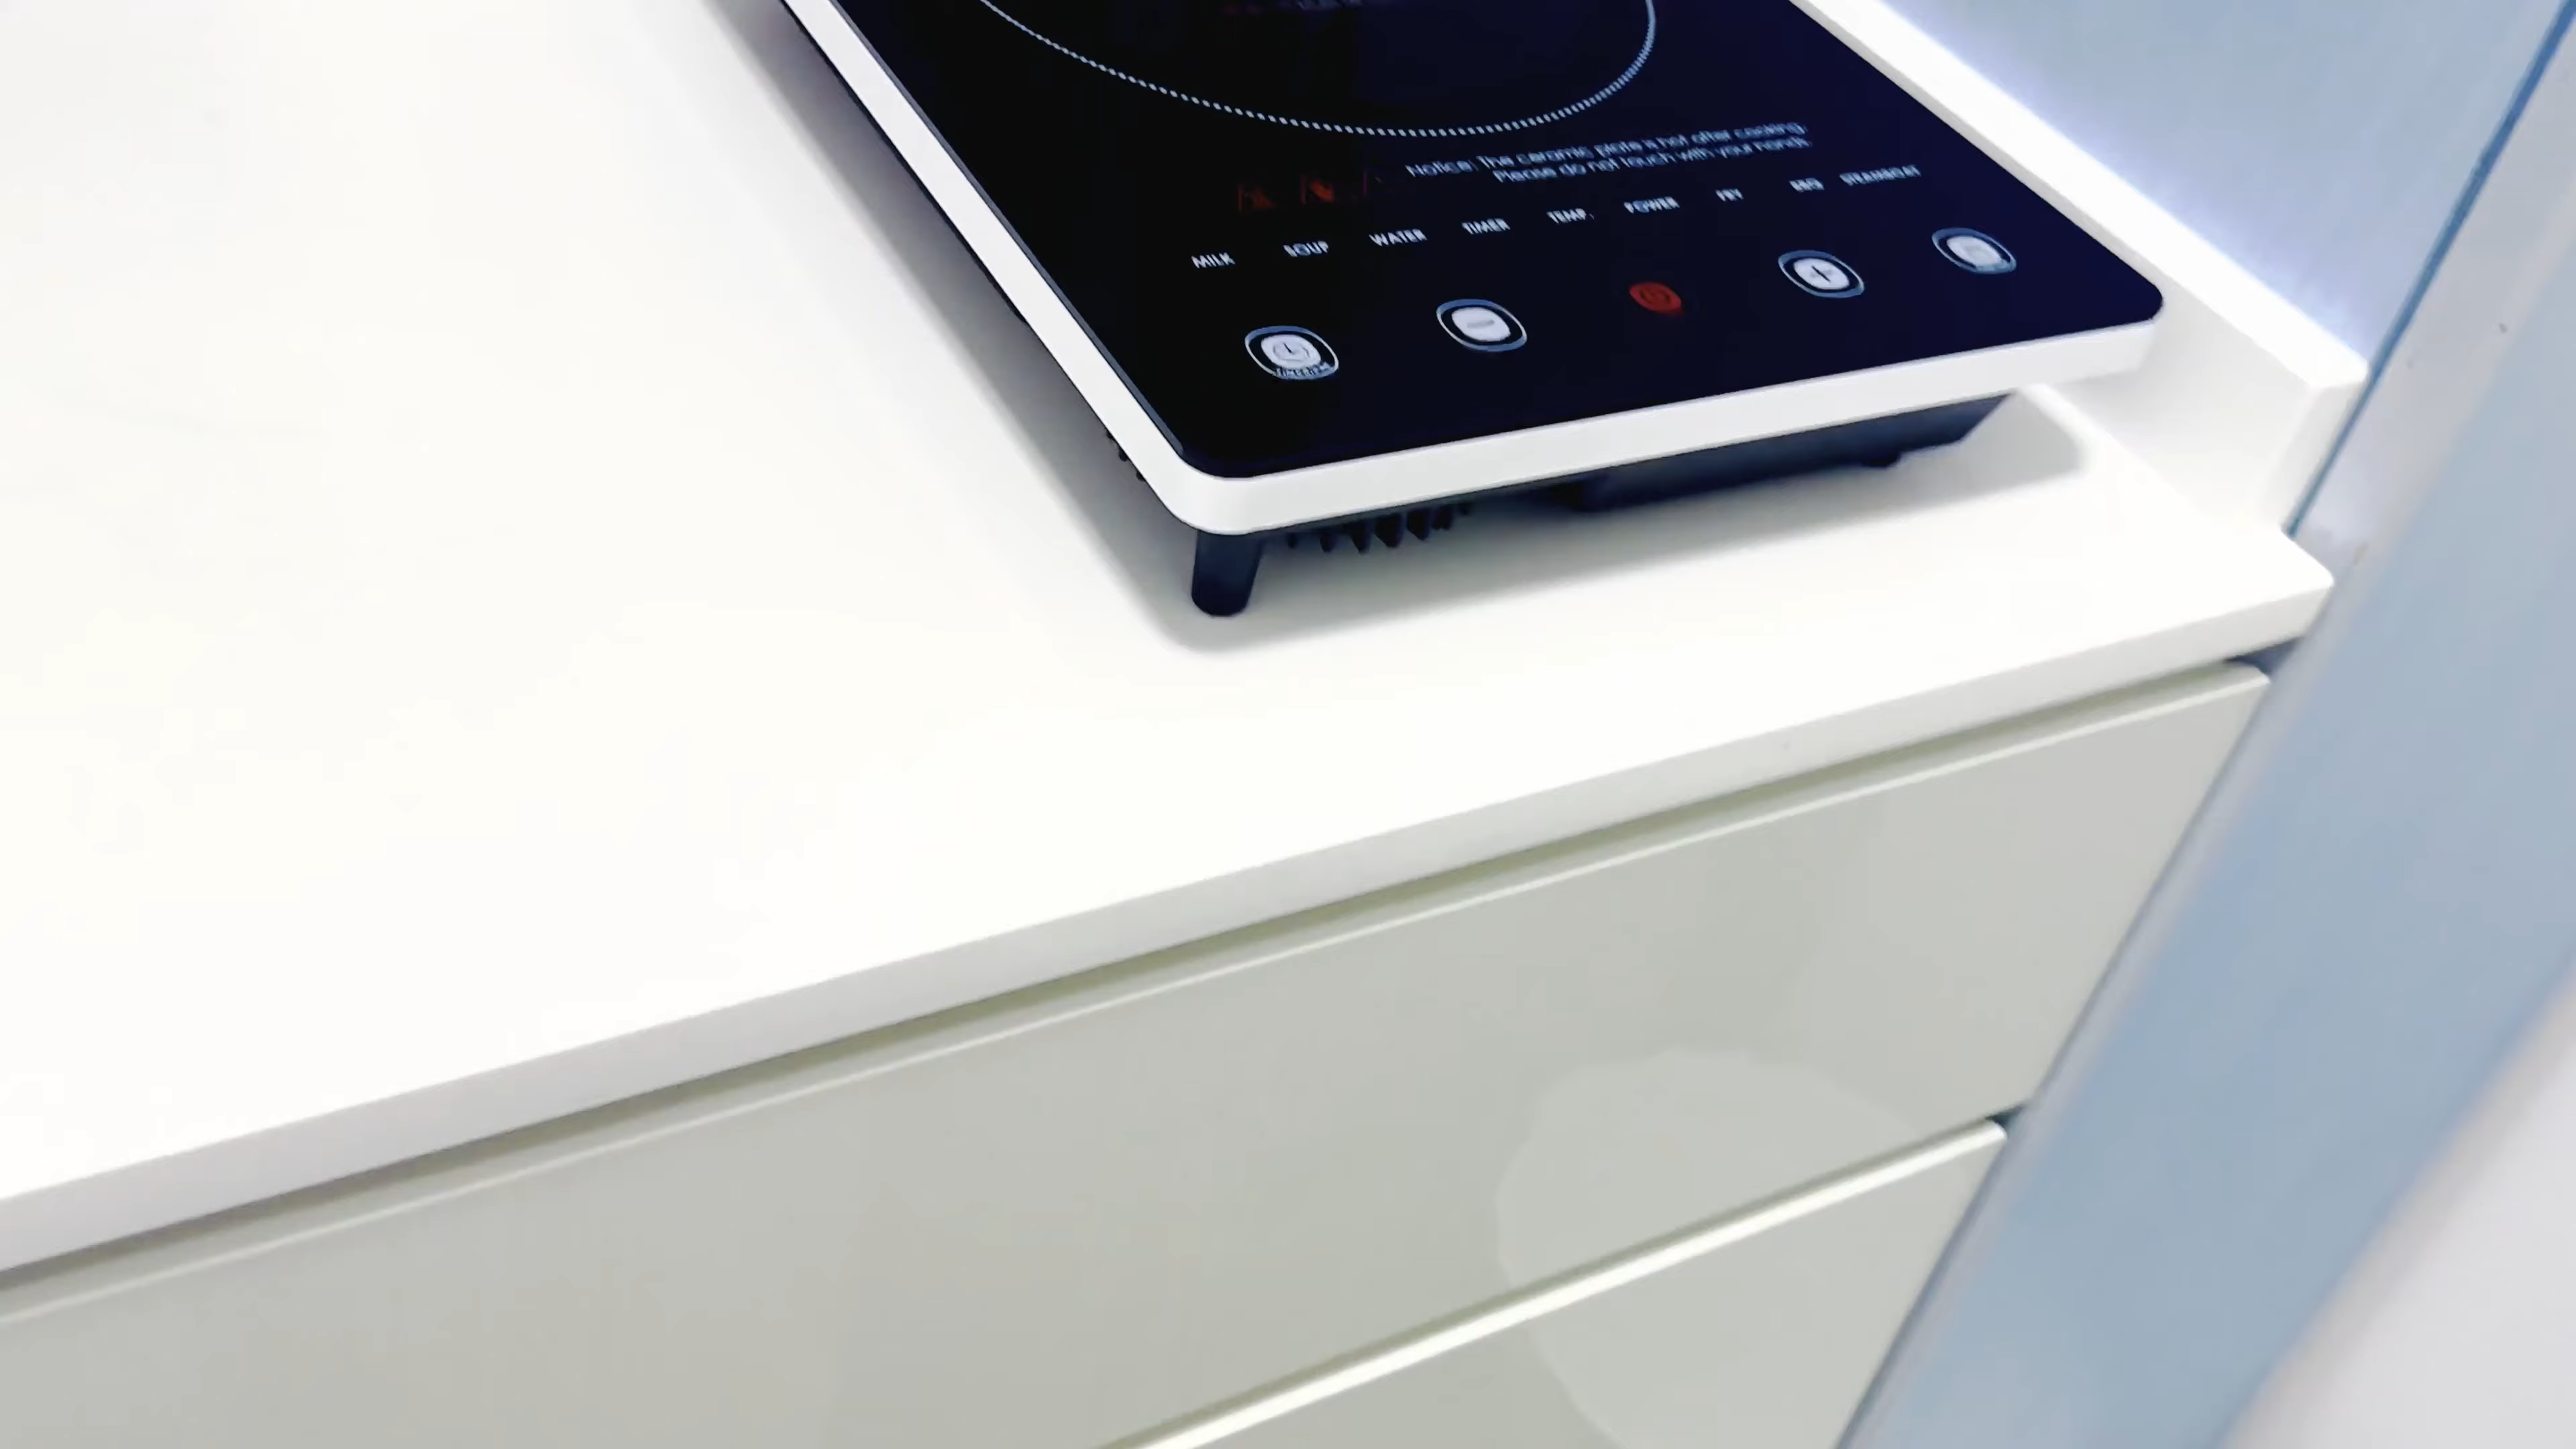 Notice: The ceramic plate is hot after cooking.
Please do not touch with your hands.
MILK SOUP WATER TIMER TEMP. POWER FRY BBQ STEAMBOAT